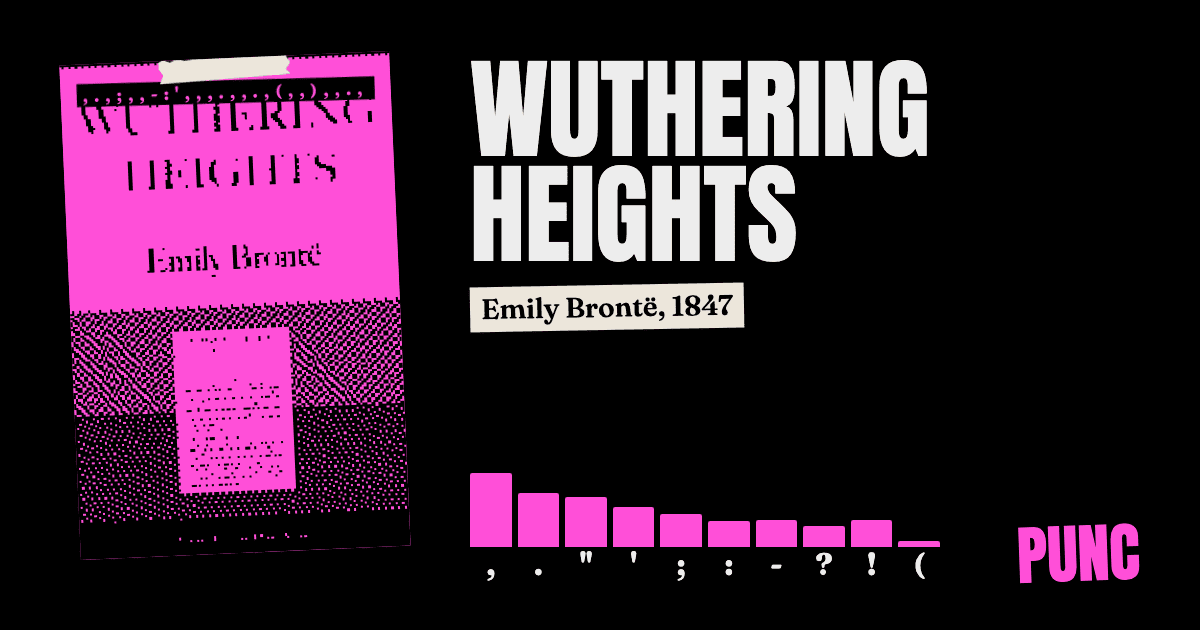 ,.,;,,-:',,,.,,.,(,,),,.,
WUTHERING
HEIGHTS
Emily Brontë
WUTHERING
HEIGHTS
Emily Brontë, 1847
, . " ' ; : - ? ! (
PUNC